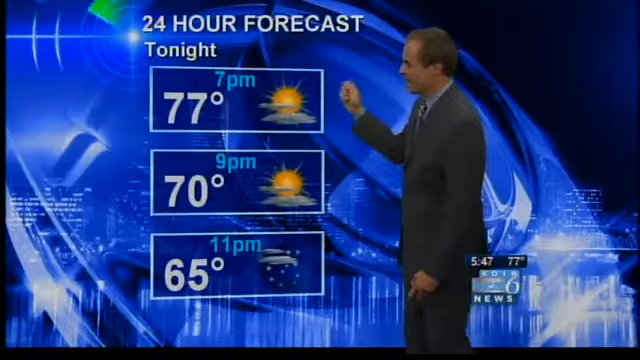 24 HOUR FORECAST
Tonight
7pm
77°
9pm
70°
11pm
65°
5:47 77°
KOIN
6
NEWS